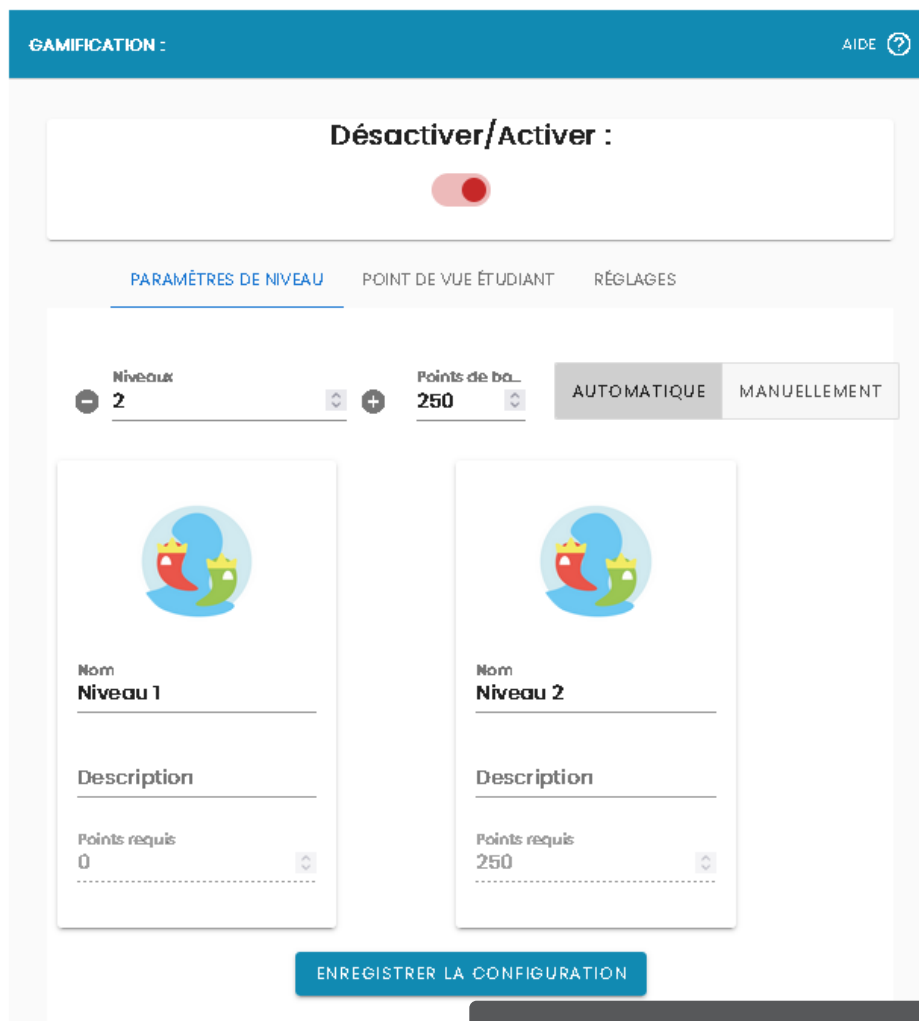 GAMIFICATION :
AIDE
Désactiver/Activer :
PARAMÈTRES DE NIVEAU POINT DE VUE ÉTUDIANT RÉGLAGES
Niveaux
2
Points de ba...
250
AUTOMATIQUE MANUELLEMENT
Nom
Niveau 1
Description
Points requis
0
Nom
Niveau 2
Description
Points requis
250
ENREGISTRER LA CONFIGURATION